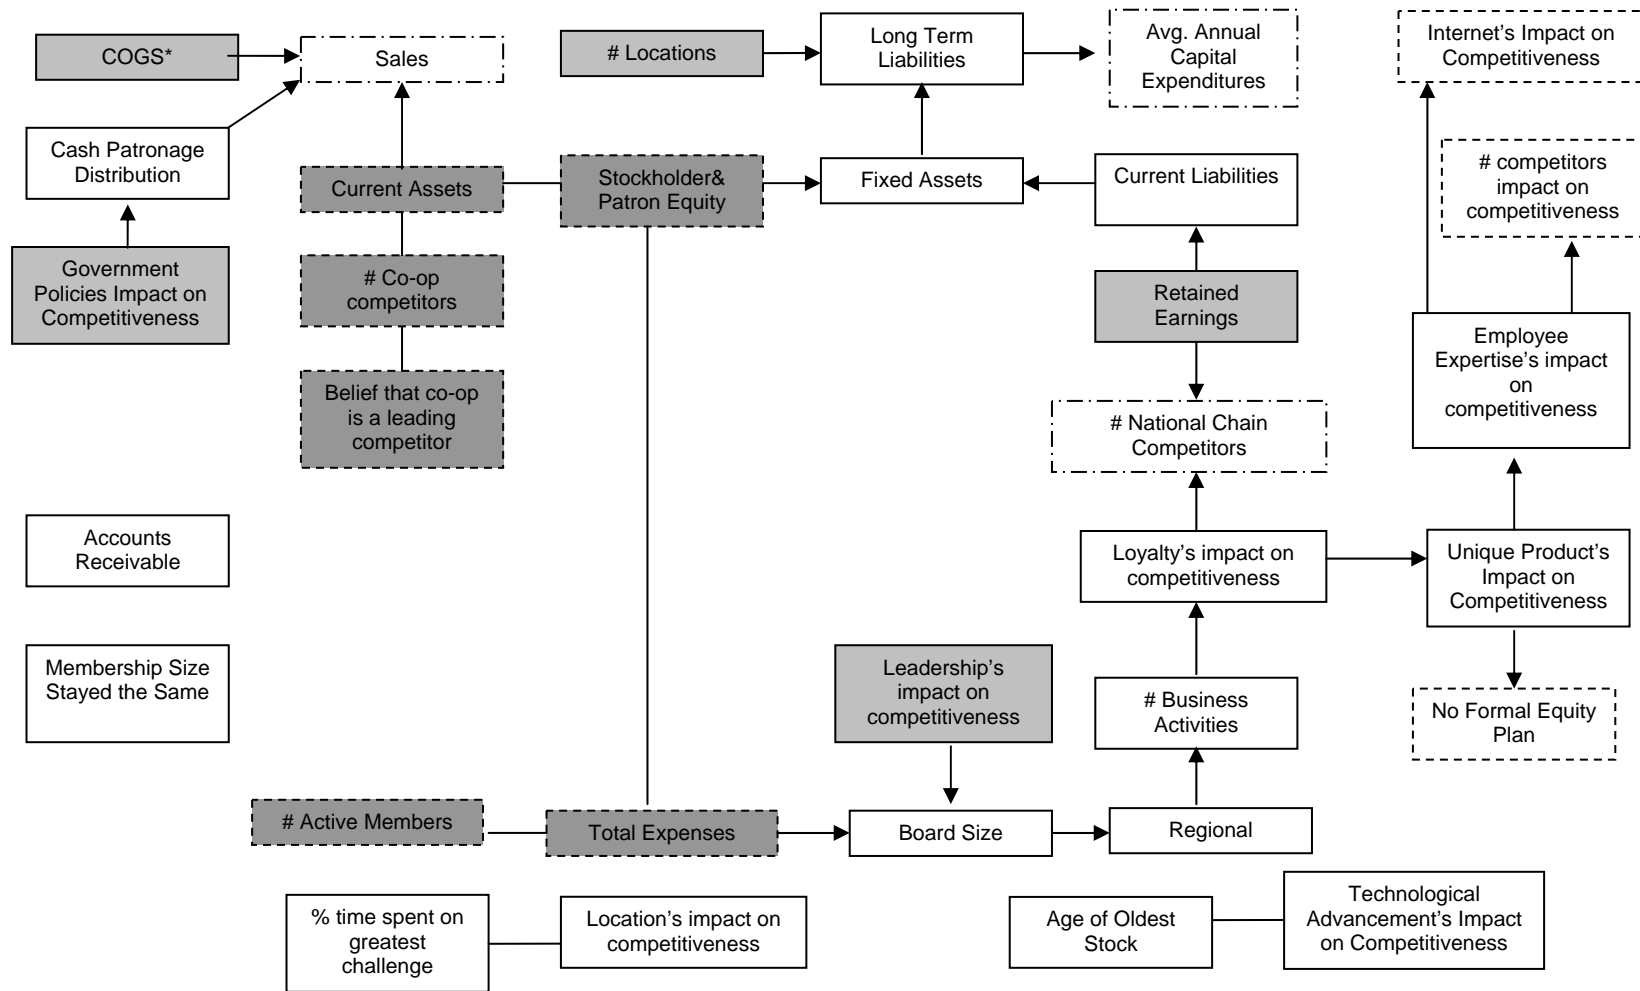 COGS*
Sales
# Locations
Long Term
Liabilities
Avg. Annual
Capital
Expenditures
Internet's Impact on
Competitiveness
Cash Patronage
Distribution
Current Assets
Stockholder&
Patron Equity
Fixed Assets
Current Liabilities
# competitors
impact on
competitiveness
Government
Policies Impact on
Competitiveness
# Co-op
competitors
Retained
Earnings
Employee
Expertise's impact
on
competitiveness
Belief that co-op
is a leading
competitor
# National Chain
Competitors
Accounts
Receivable
Loyalty's impact on
competitiveness
Unique Product's
Impact on
Competitiveness
Membership Size
Stayed the Same
Leadership's
impact on
competitiveness
# Business
Activities
No Formal Equity
Plan
# Active Members
Total Expenses
Board Size
Regional
% time spent on
greatest
challenge
Location's impact on
competitiveness
Age of Oldest
Stock
Technological
Advancement's Impact
on Competitiveness